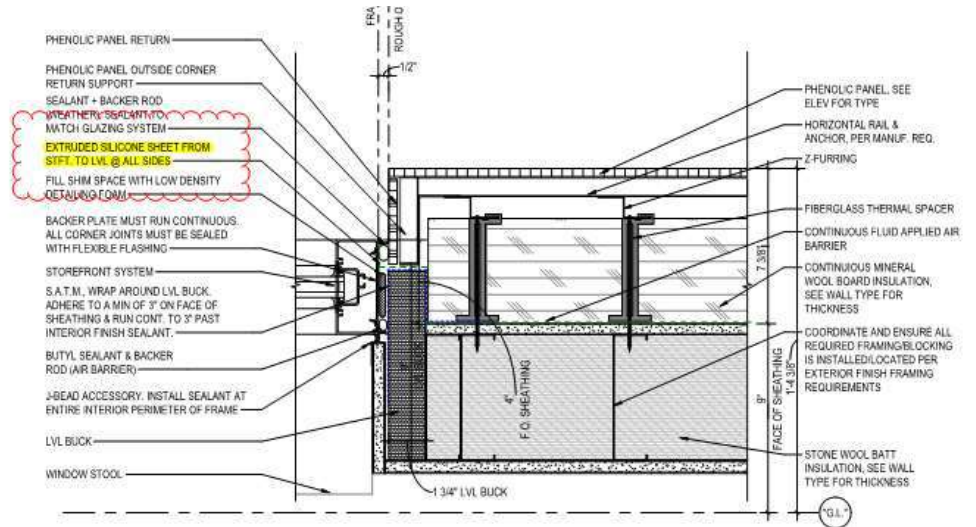 FRA
ROUGH O
1/2"
PHENOLIC PANEL RETURN
PHENOLIC PANEL OUTSIDE CORNER
RETURN SUPPORT
SEALANT + BACKER ROD
WEATHER), SEALANT TO
MATCH GLAZING SYSTEM
EXTRUDED SILICONE SHEET FROM
STFT. TO LVL @ ALL SIDES
FILL SHIM SPACE WITH LOW DENSITY
DETAILING FOAM
BACKER PLATE MUST RUN CONTINUOUS.
ALL CORNER JOINTS MUST BE SEALED
WITH FLEXIBLE FLASHING
STOREFRONT SYSTEM
S.A.T.M., WRAP AROUND LVL BUCK.
ADHERE TO A MIN OF 3" ON FACE OF
SHEATHING & RUN CONT. TO 3" PAST
INTERIOR FINISH SEALANT.
BUTYL SEALANT & BACKER
ROD (AIR BARRIER)
J-BEAD ACCESSORY. INSTALL SEALANT AT
ENTIRE INTERIOR PERIMETER OF FRAME
LVL BUCK
WINDOW STOOL
4"
F.O. SHEATHING
1 3/4" LVL BUCK
PHENOLIC PANEL, SEE
ELEV FOR TYPE
HORIZONTAL RAIL &
ANCHOR, PER MANUF. REQ.
Z-FURRING
FIBERGLASS THERMAL SPACER
CONTINUOUS FLUID APPLIED AIR
BARRIER
CONTINUOUS MINERAL
WOOL BOARD INSULATION,
SEE WALL TYPE FOR
THICKNESS
COORDINATE AND ENSURE ALL
REQUIRED FRAMING/BLOCKING
IS INSTALLED/LOCATED PER
EXTERIOR FINISH FRAMING
REQUIREMENTS
STONE WOOL BATT
INSULATION, SEE WALL
TYPE FOR THICKNESS
7 3/8"
9"
FACE OF SHEATHING
1'-4 3/8"
"G.L."